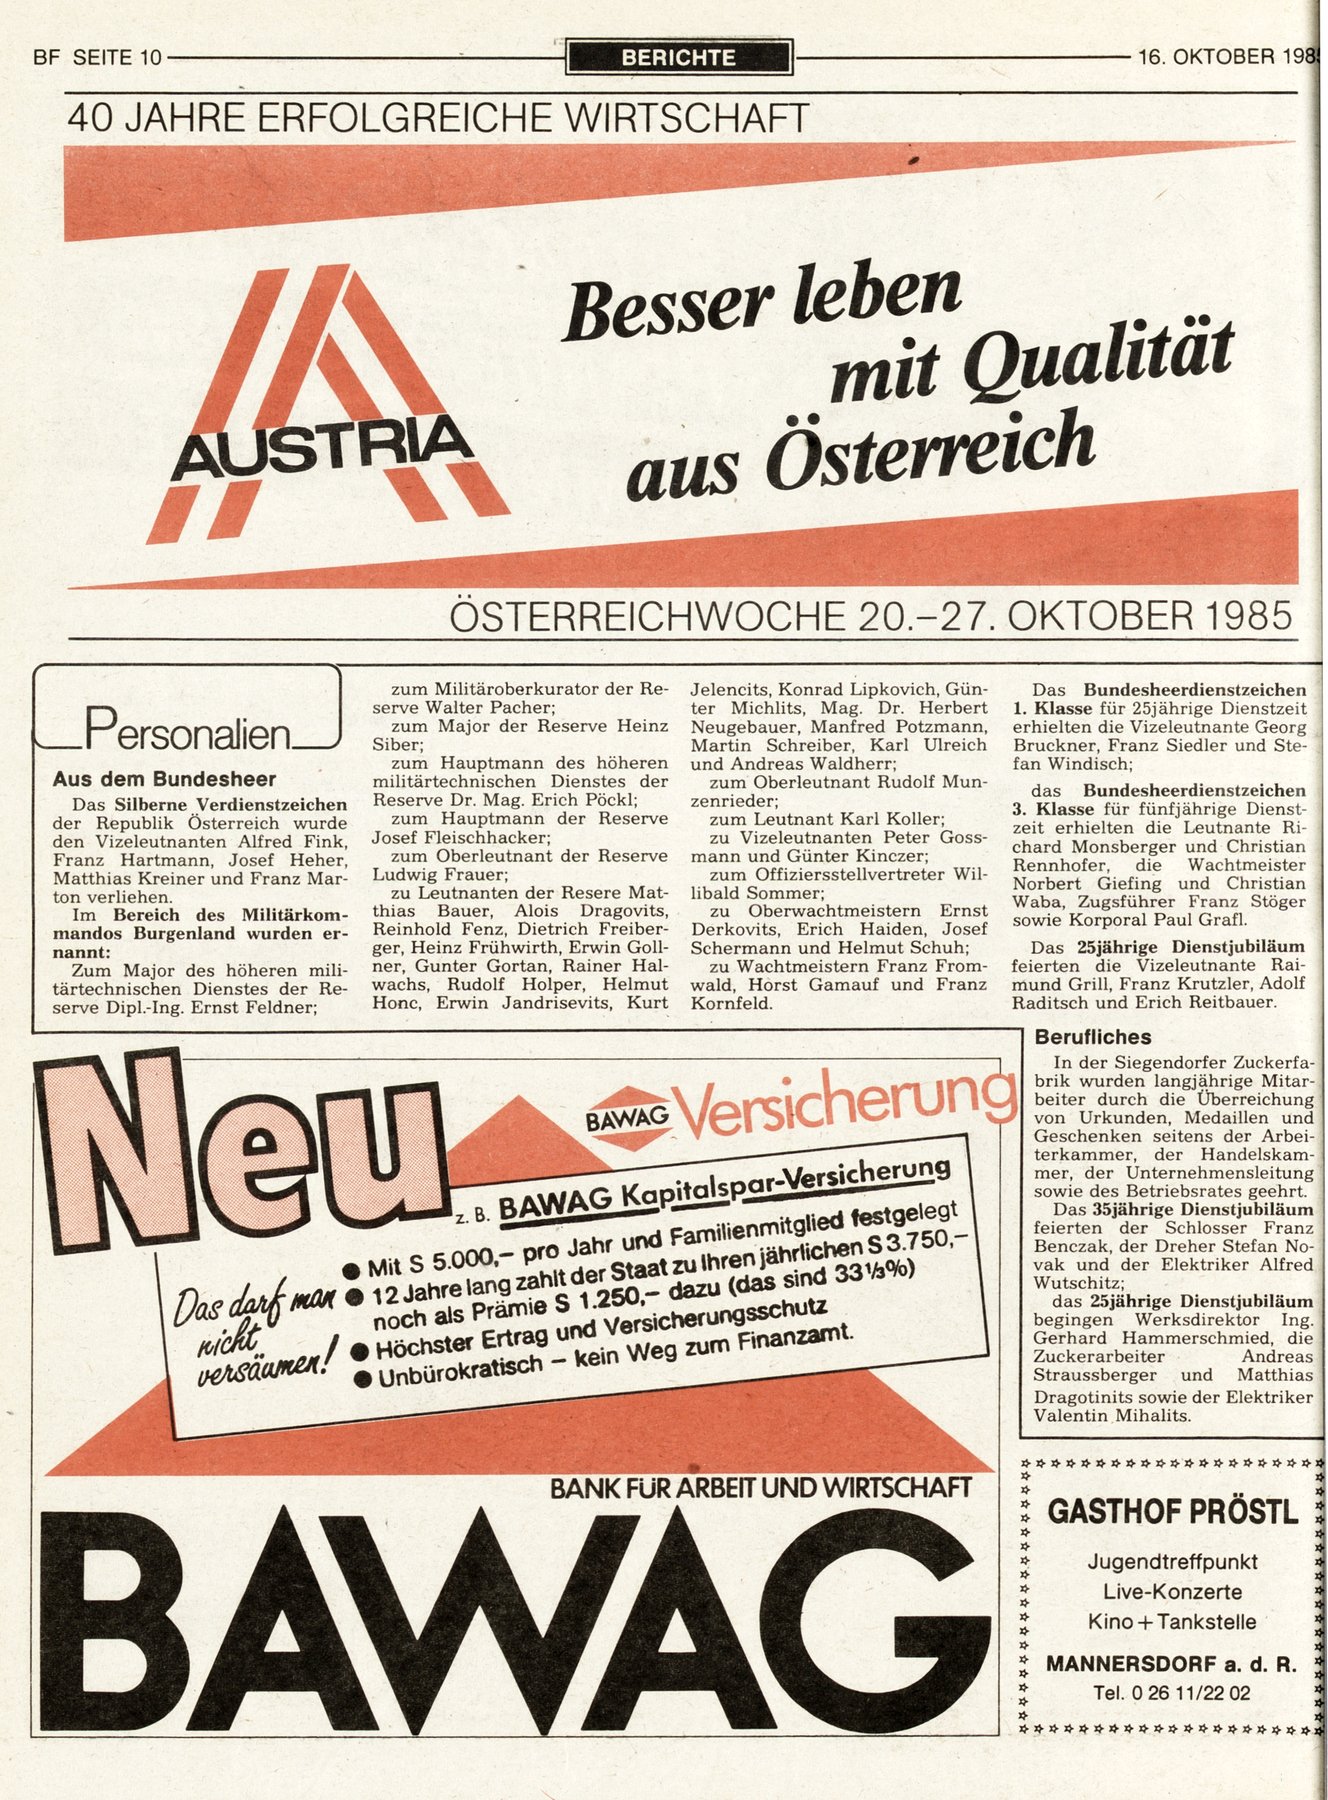 BF SEITE 10
BERICHTE
16. OKTOBER 1985
40 JAHRE ERFOLGREICHE WIRTSCHAFT
AUSTRIA
Besser leben
mit Qualität
aus Österreich
ÖSTERREICHWOCHE 20.–27. OKTOBER 1985
Personalien
Aus dem Bundesheer
Das Silberne Verdienstzeichen
der Republik Österreich wurde
den Vizeleutnanten Alfred Fink,
Franz Hartmann, Josef Heher,
Matthias Kreiner und Franz Mar-
ton verliehen.
Im Bereich des Militärkom-
mandos Burgenland wurden er-
nannt:
Zum Major des höheren mili-
tärtechnischen Dienstes der Re-
serve Dipl.-Ing. Ernst Feldner;
zum Militäroberkurator der Re-
serve Walter Pacher;
zum Major der Reserve Heinz
Siber;
zum Hauptmann des höheren
militärtechnischen Dienstes der
Reserve Dr. Mag. Erich Pöckl;
zum Hauptmann der Reserve
Josef Fleischhacker;
zum Oberleutnant der Reserve
Ludwig Frauer;
zu Leutnanten der Resere Mat-
thias Bauer, Alois Dragovits,
Reinhold Fenz, Dietrich Freiber-
ger, Heinz Frühwirth, Erwin Goll-
ner, Gunter Gortan, Rainer Hal-
wachs, Rudolf Holper, Helmut
Honc, Erwin Jandrisevits, Kurt
Jelencits, Konrad Lipkovich, Gün-
ter Michlits, Mag. Dr. Herbert
Neugebauer, Manfred Potzmann,
Martin Schreiber, Karl Ulreich
und Andreas Waldherr;
zum Oberleutnant Rudolf Mun-
zenrieder;
zum Leutnant Karl Koller;
zu Vizeleutnanten Peter Goss-
mann und Günter Kinczer;
zum Offiziersstellvertreter Wil-
libald Sommer;
zu Oberwachtmeistern Ernst
Derkovits, Erich Haiden, Josef
Schermann und Helmut Schuh;
zu Wachtmeistern Franz From-
wald, Horst Gamauf und Franz
Kornfeld.
Das Bundesheerdienstzeichen
1. Klasse für 25jährige Dienstzeit
erhielten die Vizeleutnante Georg
Bruckner, Franz Siedler und Ste-
fan Windisch;
das Bundesheerdienstzeichen
3. Klasse für fünfjährige Dienst-
zeit erhielten die Leutnante Ri-
chard Monsberger und Christian
Rennhofer, die Wachtmeister
Norbert Giefing und Christian
Waba, Zugsführer Franz Stöger
sowie Korporal Paul Grafl.
Das 25jährige Dienstjubiläum
feierten die Vizeleutnante Rai-
mund Grill, Franz Krutzler, Adolf
Raditsch und Erich Reitbauer.
Berufliches
In der Siegendorfer Zuckerfa-
brik wurden langjährige Mitar-
beiter durch die Überreichung
von Urkunden, Medaillen und
Geschenken seitens der Arbei-
terkammer, der Handelskam-
mer, der Unternehmensleitung
sowie des Betriebsrates geehrt.
Das 35jährige Dienstjubiläum
feierten der Schlosser Franz
Benczak, der Dreher Stefan No-
vak und der Elektriker Alfred
Wutschitz;
das 25jährige Dienstjubiläum
begingen Werksdirektor Ing.
Gerhard Hammerschmied, die
Zuckerarbeiter Andreas
Straussberger und Matthias
Dragotinits sowie der Elektriker
Valentin Mihalits.
Neu
BAWAG Versicherung
z. B. BAWAG Kapitalspar-Versicherung
Das darf man
nicht
versäumen!
● Mit S 5.000,– pro Jahr und Familienmitglied festgelegt
● 12 Jahre lang zahlt der Staat zu Ihren jährlichen S 3.750,–
noch als Prämie S 1.250,– dazu (das sind 33⅓%)
● Höchster Ertrag und Versicherungsschutz
● Unbürokratisch – kein Weg zum Finanzamt.
BANK FÜR ARBEIT UND WIRTSCHAFT
BAWAG
GASTHOF PRÖSTL
Jugendtreffpunkt
Live-Konzerte
Kino + Tankstelle
MANNERSDORF a. d. R.
Tel. 0 26 11/22 02